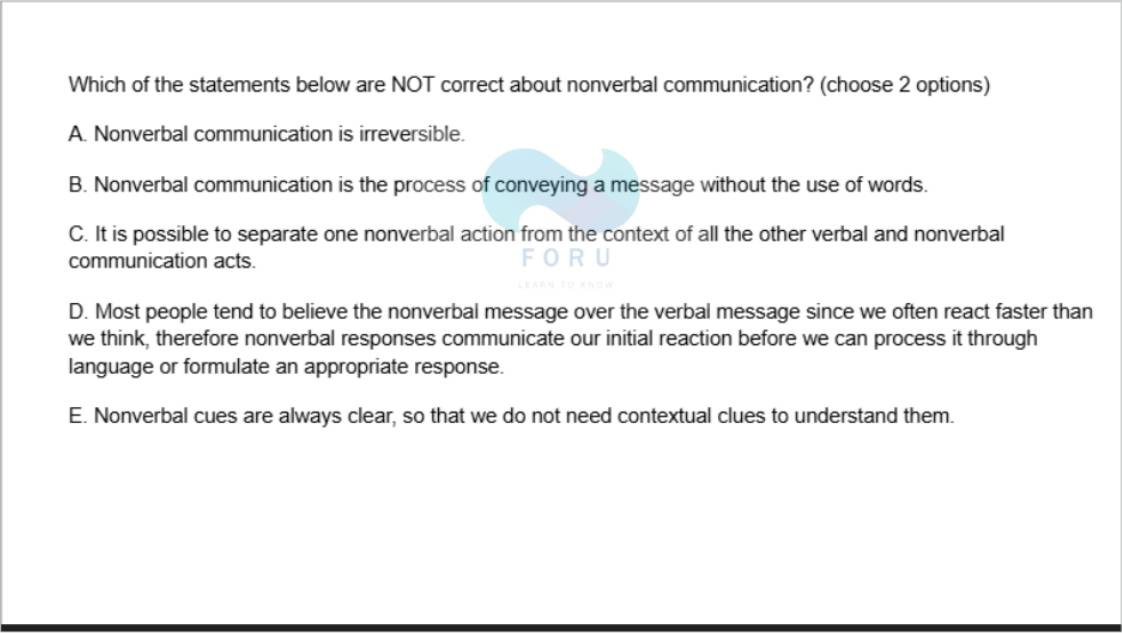 Which of the statements below are NOT correct about nonverbal communication? (choose 2 options)
A. Nonverbal communication is irreversible.
B. Nonverbal communication is the process of conveying a message without the use of words.
C. It is possible to separate one nonverbal action from the context of all the other verbal and nonverbal
communication acts.
FORU
LEARN TO KNOW
D. Most people tend to believe the nonverbal message over the verbal message since we often react faster than
we think, therefore nonverbal responses communicate our initial reaction before we can process it through
language or formulate an appropriate response.
E. Nonverbal cues are always clear, so that we do not need contextual clues to understand them.